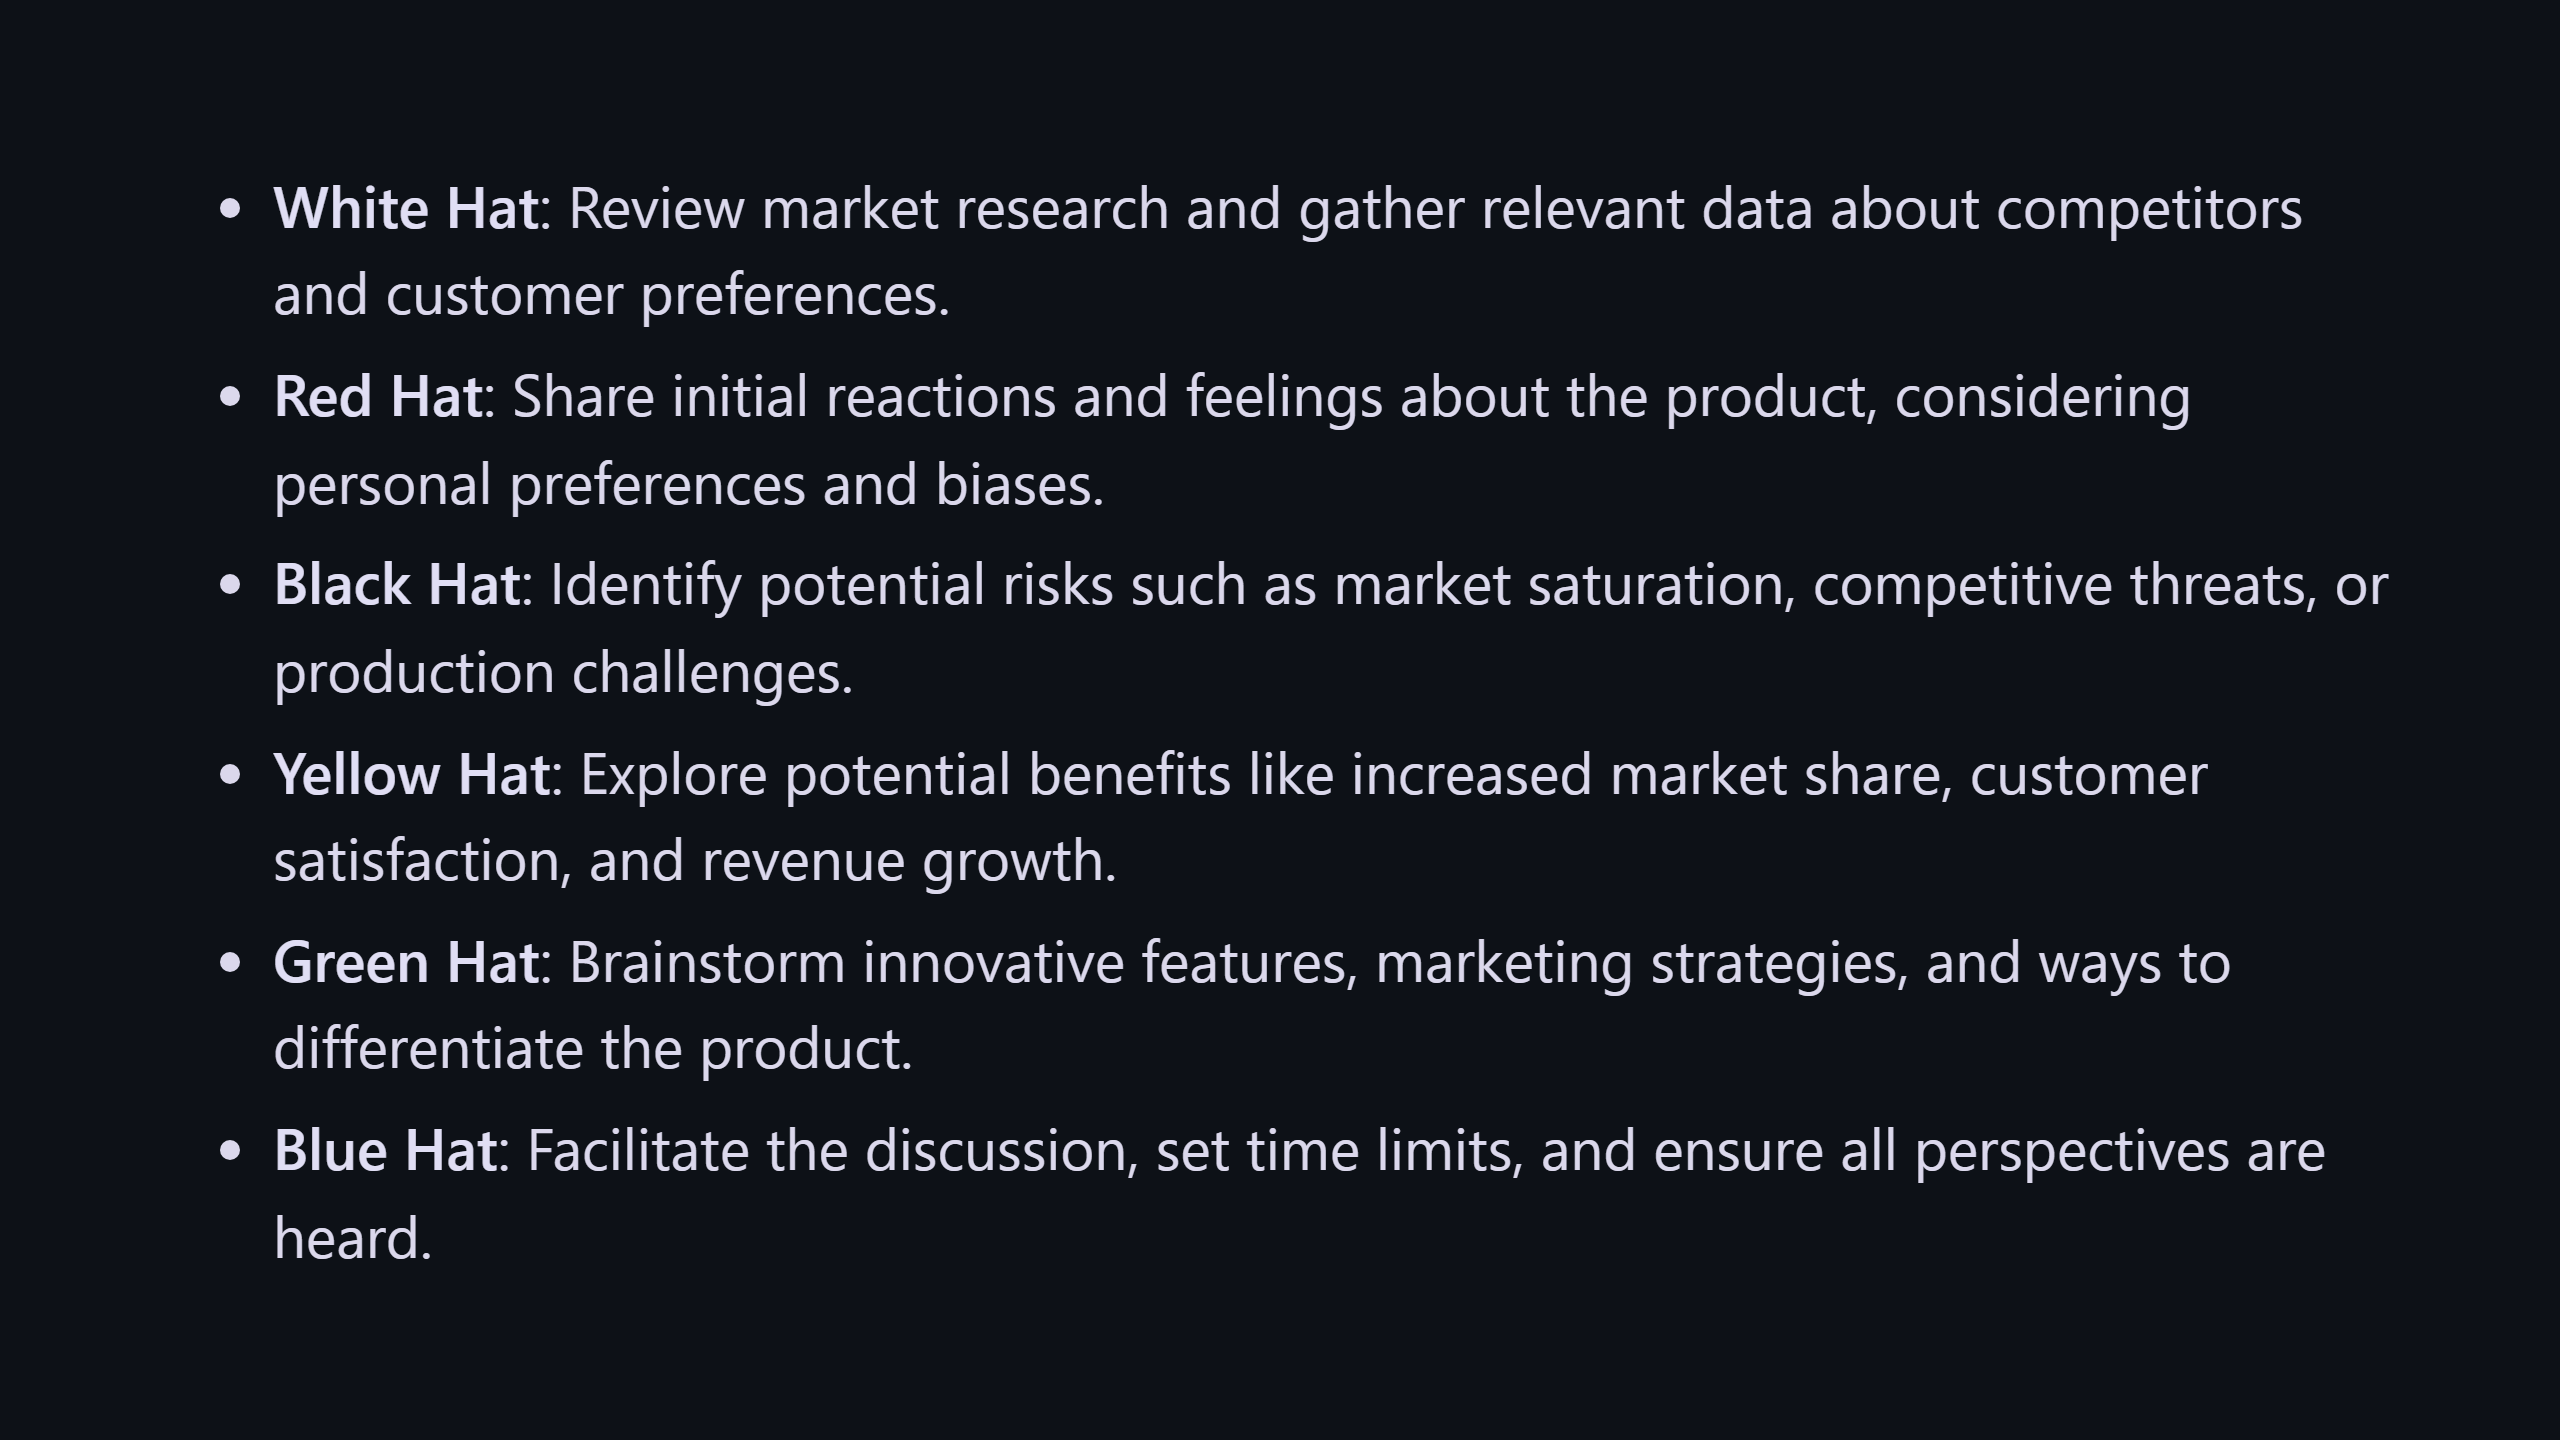 • White Hat: Review market research and gather relevant data about competitors
and customer preferences.
• Red Hat: Share initial reactions and feelings about the product, considering
personal preferences and biases.
• Black Hat: Identify potential risks such as market saturation, competitive threats, or
production challenges.
• Yellow Hat: Explore potential benefits like increased market share, customer
satisfaction, and revenue growth.
• Green Hat: Brainstorm innovative features, marketing strategies, and ways to
differentiate the product.
• Blue Hat: Facilitate the discussion, set time limits, and ensure all perspectives are
heard.